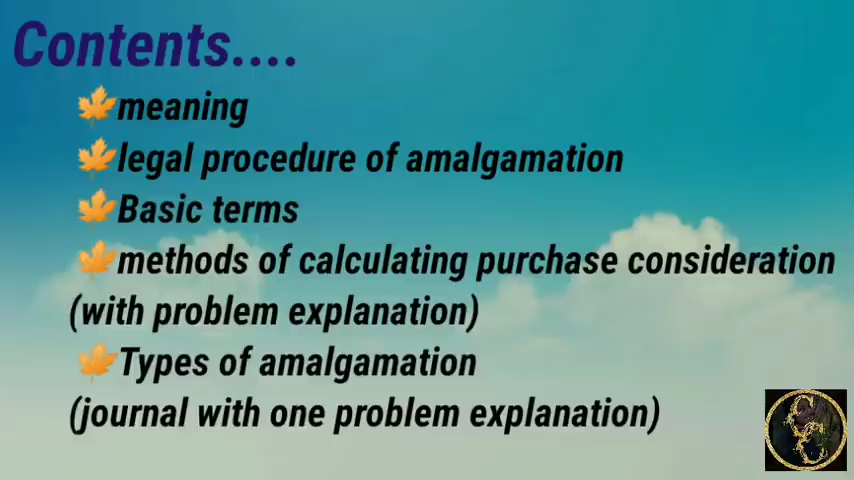 Contents....
🍁meaning
🍁legal procedure of amalgamation
🍁Basic terms
🍁methods of calculating purchase consideration
(with problem explanation)
🍁Types of amalgamation
(journal with one problem explanation)